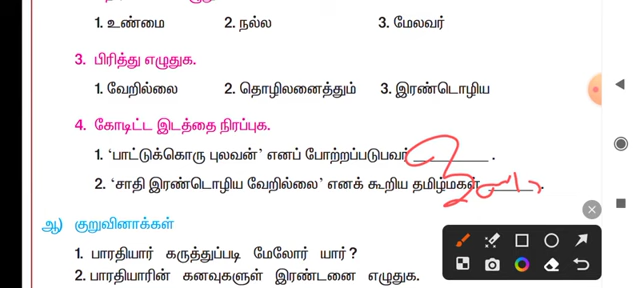 1. உண்மை 2. நல்ல 3. மேலவர்
3. பிரித்து எழுதுக.
1. வேறில்லை 2. தொழிலனைத்தும் 3. இரண்டொழிய
4. கோடிட்ட இடத்தை நிரப்புக.
1. ‘பாட்டுக்கொரு புலவன்’ எனப் போற்றப்படுபவர் ________ .
2. ‘சாதி இரண்டொழிய வேறில்லை’ எனக் கூறிய தமிழ்மகள் ______ .
ஆ) குறுவினாக்கள்
1. பாரதியார் கருத்துப்படி மேலோர் யார்?
2. பாரதியாரின் கனவுகளுள் இரண்டனை எழுதுக.